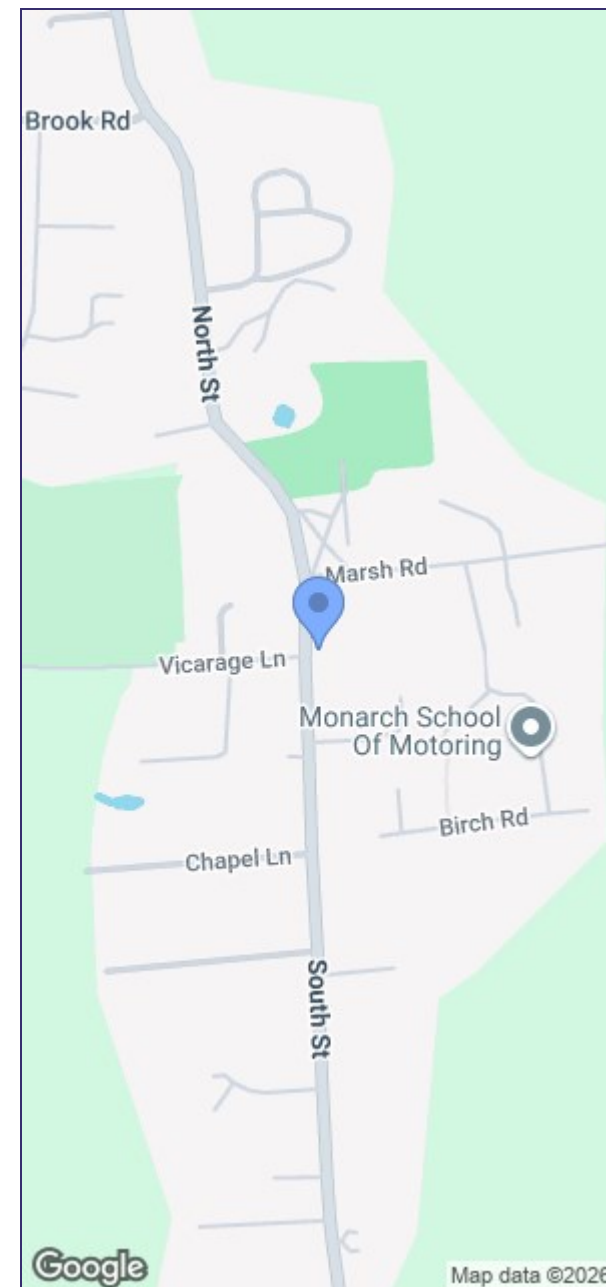 Brook Rd
North St
Marsh Rd
Vicarage Ln
Monarch School
Of Motoring
Birch Rd
Chapel Ln
South St
Google
Map data ©2026